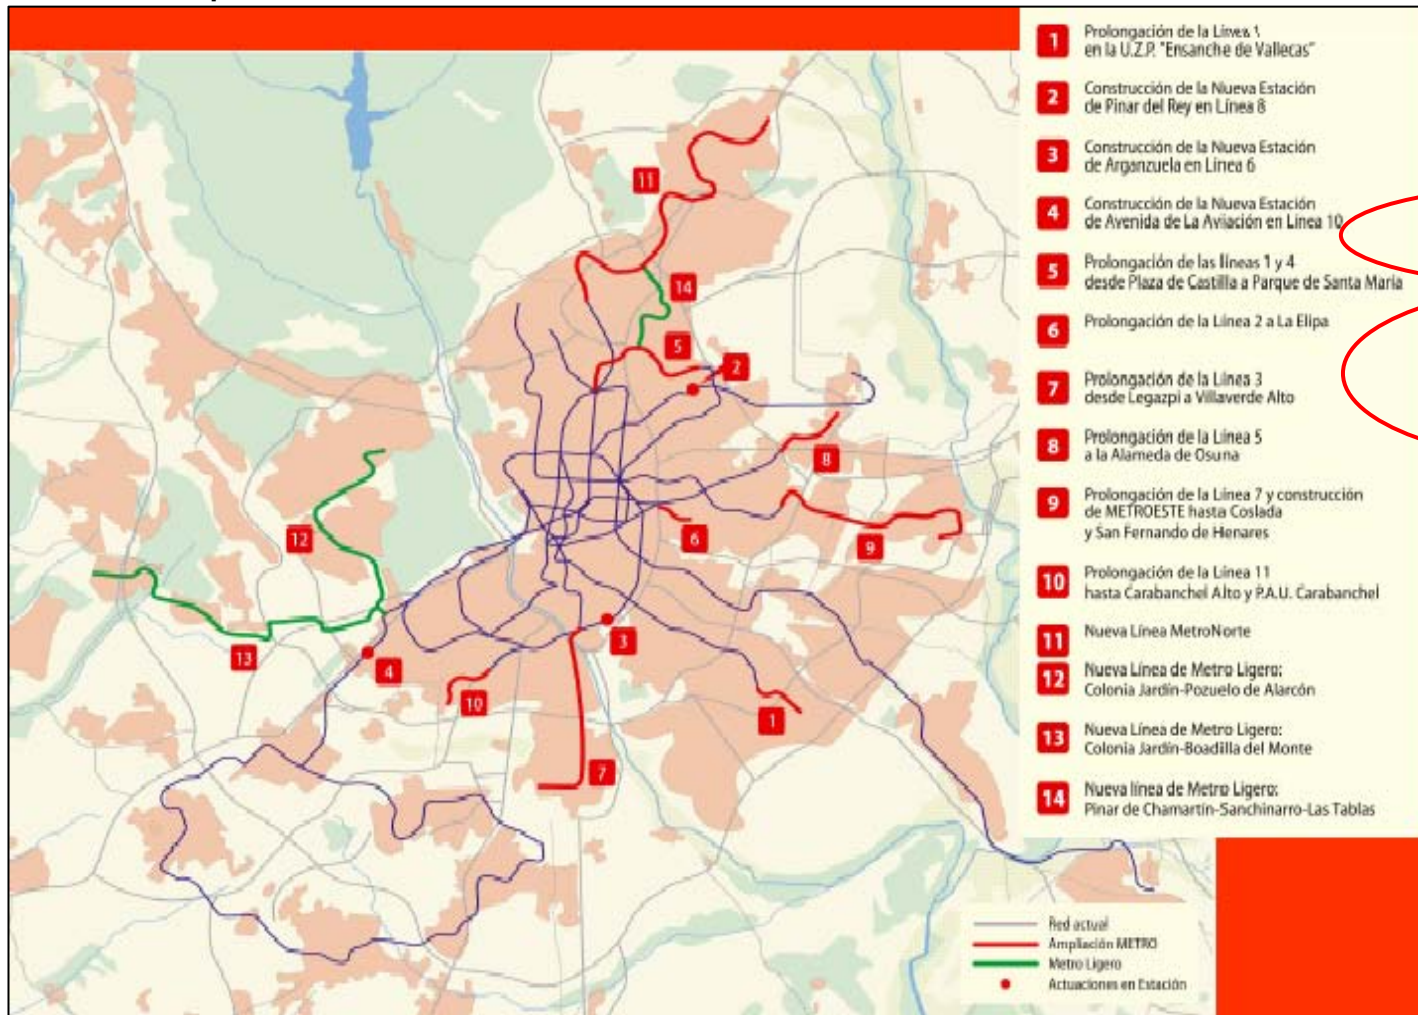 1
Prolongación de la Línea 1
en la U.Z.P. "Ensanche de Vallecas"
2
Construcción de la Nueva Estación
de Pinar del Rey en Línea 8
3
Construcción de la Nueva Estación
de Arganzuela en Línea 6
4
Construcción de la Nueva Estación
de Avenida de La Aviación en Línea 10
5
Prolongación de las líneas 1 y 4
desde Plaza de Castilla a Parque de Santa María
6
Prolongación de la Línea 2 a La Elipa
7
Prolongación de la Línea 3
desde Legazpi a Villaverde Alto
8
Prolongación de la Línea 5
a la Alameda de Osuna
9
Prolongación de la Línea 7 y construcción
de METROESTE hasta Coslada
y San Fernando de Henares
10
Prolongación de la Línea 11
hasta Carabanchel Alto y P.A.U. Carabanchel
11
Nueva Línea MetroNorte
12
Nueva Línea de Metro Ligero:
Colonia Jardín-Pozuelo de Alarcón
13
Nueva Línea de Metro Ligero:
Colonia Jardín-Boadilla del Monte
14
Nueva línea de Metro Ligero:
Pinar de Chamartín-Sanchinarro-Las Tablas
11
14
5
2
8
12
6
9
13
4
3
10
1
7
Red actual
Ampliación METRO
Metro Ligero
Actuaciones en Estación